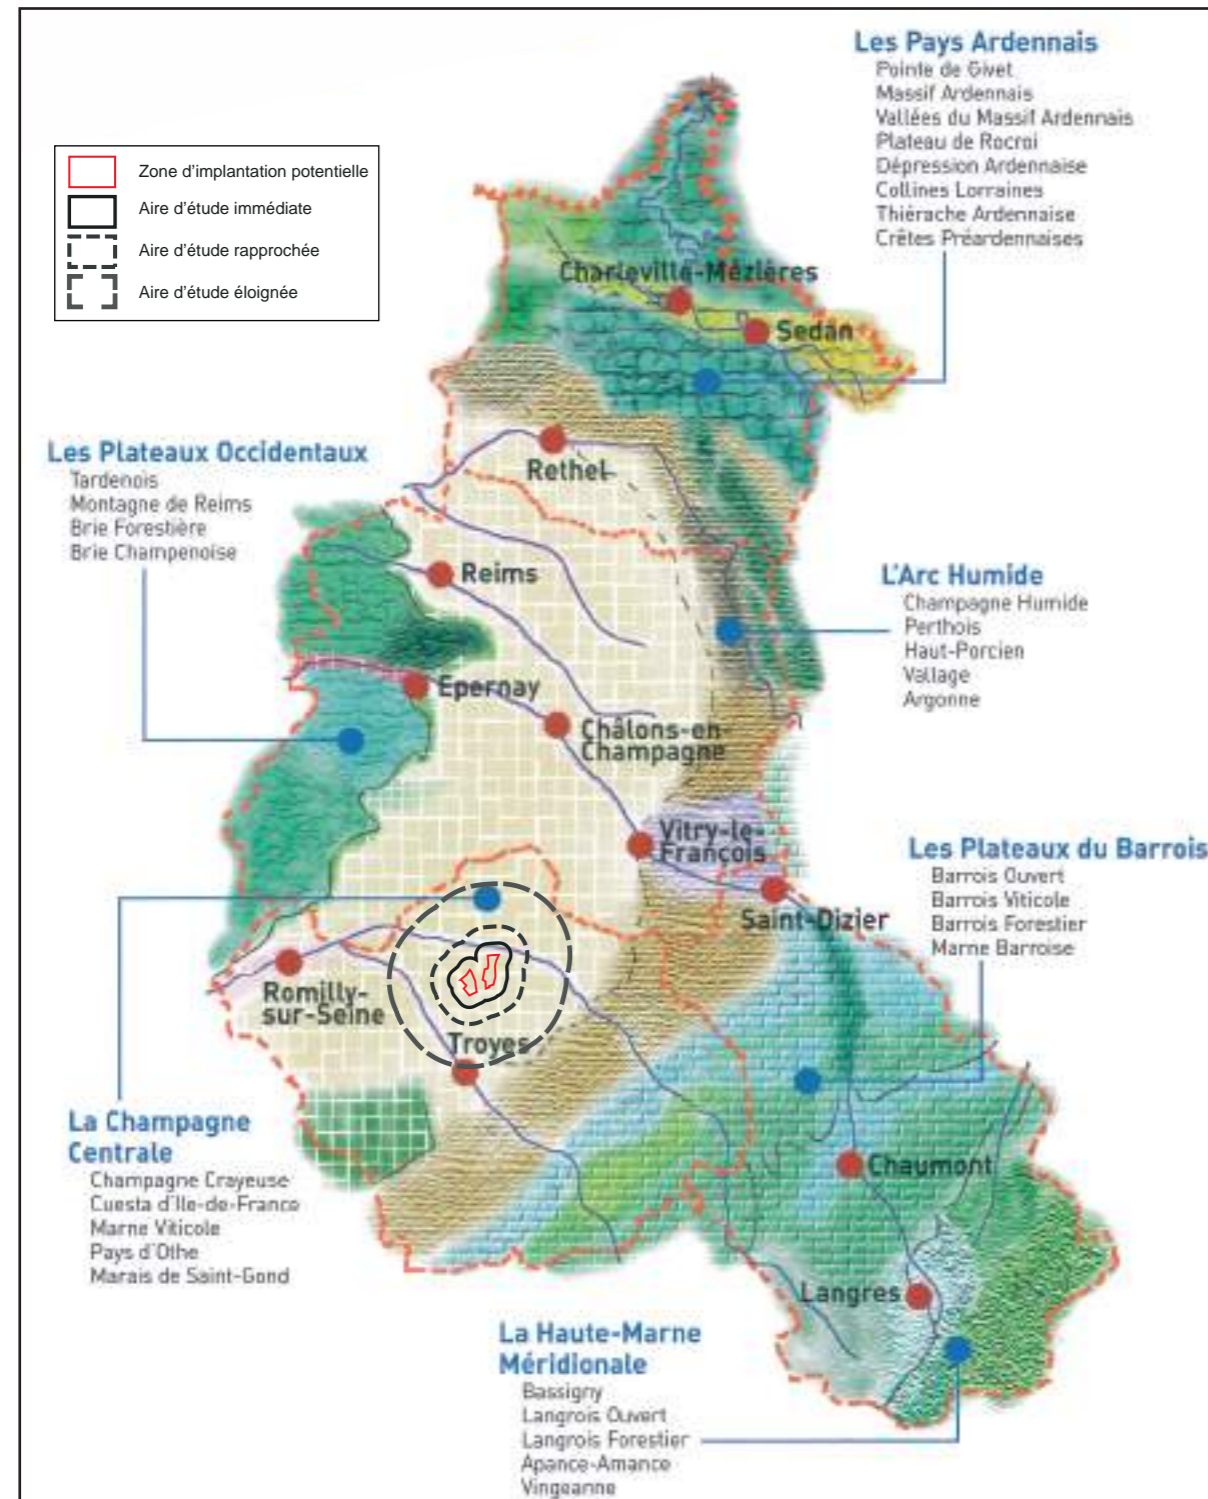 Les Pays Ardennais
Pointe de Givet
Massif Ardennais
Vallées du Massif Ardennais
Plateau de Rocroi
Dépression Ardennaise
Collines Lorraines
Thiérache Ardennaise
Crêtes Préardennaises
Zone d'implantation potentielle
Aire d'étude immédiate
Aire d'étude rapprochée
Aire d'étude éloignée
Charleville-Mézières
Sedan
Les Plateaux Occidentaux
Tardenois
Montagne de Reims
Brie Forestière
Brie Champenoise
Rethel
Reims
L'Arc Humide
Champagne Humide
Perthois
Haut-Porcien
Vallage
Argonne
Epernay
Châlons-en-
Champagne
Vitry-le-
François
Les Plateaux du Barrois
Barrois Ouvert
Barrois Viticole
Barrois Forestier
Marne Barroise
Saint-Dizier
Romilly-
sur-Seine
Troyes
La Champagne
Centrale
Champagne Crayeuse
Cuesta d'Ile-de-France
Marne Viticole
Pays d'Othe
Marais de Saint-Gond
Chaumont
Langres
La Haute-Marne
Méridionale
Bassigny
Langrois Ouvert
Langrois Forestier
Apance-Amance
Vingeanne